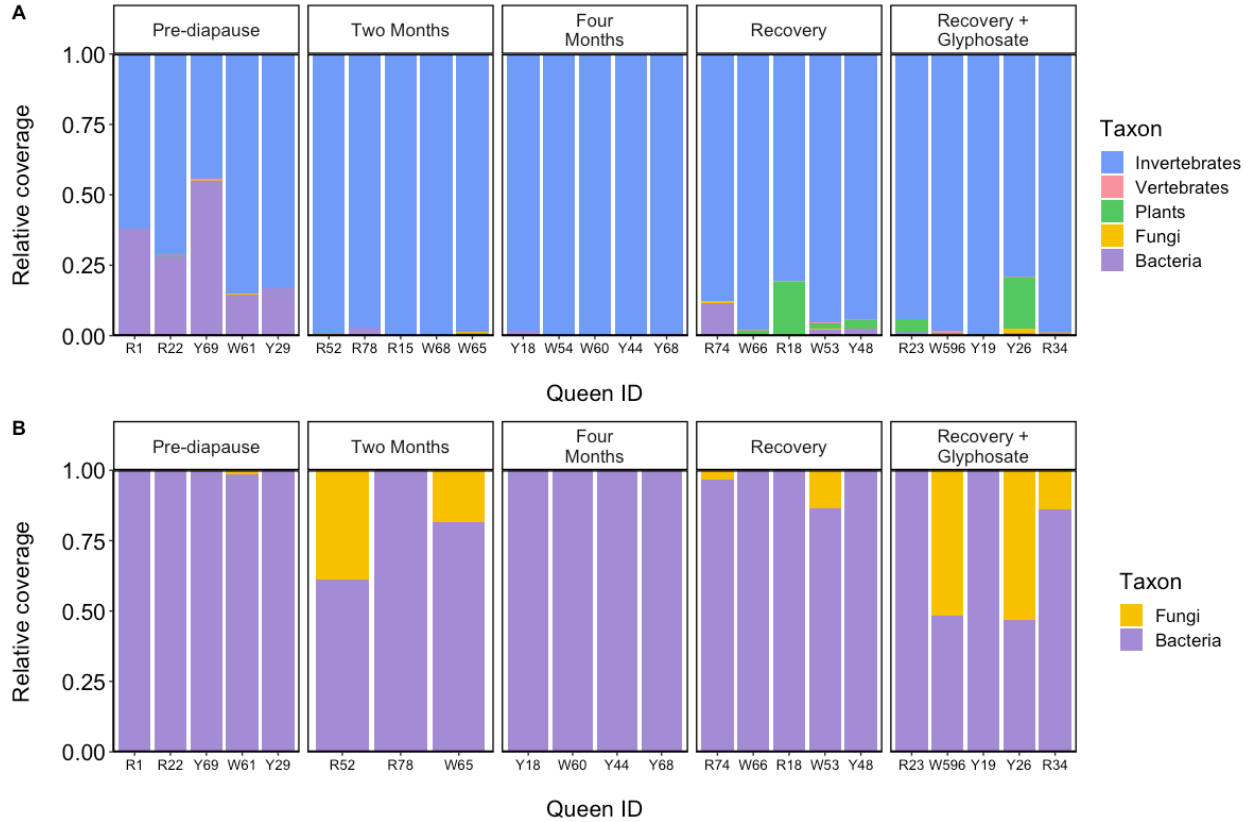 A
Pre-diapause
Two Months
Four
Months
Recovery
Recovery +
Glyphosate
Relative coverage
1.00
0.75
0.50
0.25
0.00
R1 R22 Y69 W61 Y29
R52 R78 R15 W68 W65
Y18 W54 W60 Y44 Y68
R74 W66 R18 W53 Y48
R23 W596 Y19 Y26 R34
Queen ID
Taxon
Invertebrates
Vertebrates
Plants
Fungi
Bacteria
B
Pre-diapause
Two Months
Four
Months
Recovery
Recovery +
Glyphosate
Relative coverage
1.00
0.75
0.50
0.25
0.00
R1 R22 Y69 W61 Y29
R52 R78 W65
Y18 W60 Y44 Y68
R74 W66 R18 W53 Y48
R23 W596 Y19 Y26 R34
Queen ID
Taxon
Fungi
Bacteria